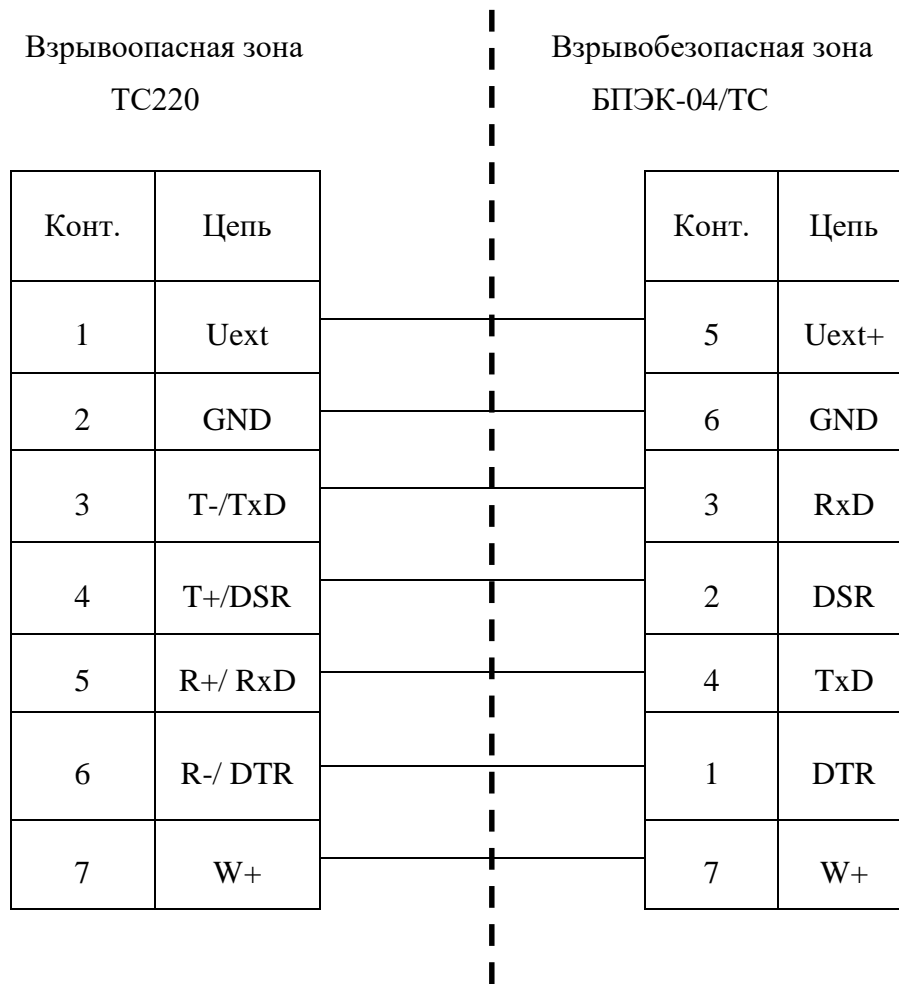 Взрывоопасная зона
Взрывобезопасная зона
ТС220
БПЭК-04/ТС
Конт. Цепь Конт. Цепь
1 Uext 5 Uext+
2 GND 6 GND
3 T-/TxD 3 RxD
4 T+/DSR 2 DSR
5 R+/ RxD 4 TxD
6 R-/ DTR 1 DTR
7 W+ 7 W+